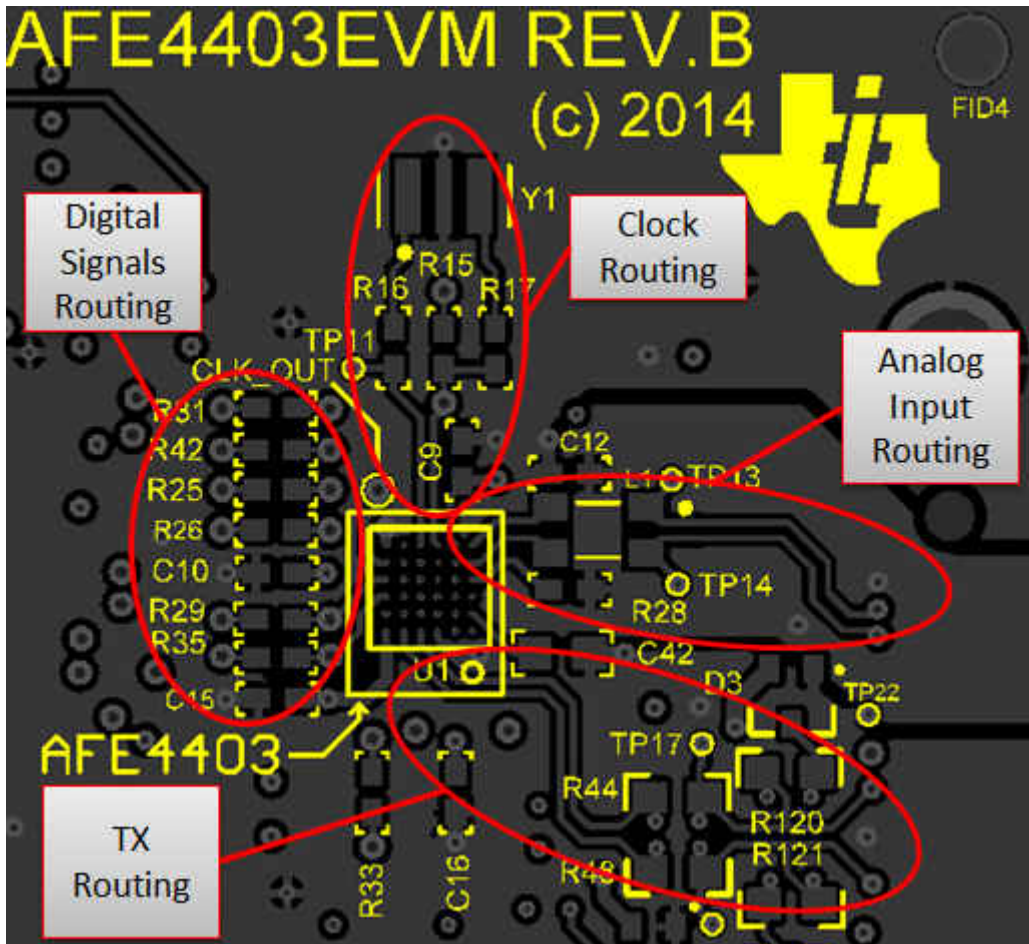 AFE4403EVM REV.B
(c) 2014
FID4
Digital
Signals
Routing
Y1
Clock
Routing
R15
R16
R17
TP11
CLK_OUT
Analog
Input
Routing
R31
R42
R25
R26
C10
R29
R35
C15
C9
C12
L1
TP13
TP14
R28
C42
U1
D3
TP22
TP17
AFE4403
R44
R120
R121
R48
TX
Routing
R33
C16